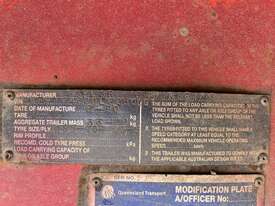 MANUFACTURER
VIN
DATE OF MANUFACTURE
TARE kg
AGGREGATE TRAILER MASS kg
TYRE SIZE/PLY
RIM PROFILE
RECOMD. COLD TYRE PRESS kPa
LOAD CARRYING CAPACITY OF
AXLE GROUP kg
1 THE SUM OF THE LOAD CARRYING CAPACITIES
TYRES FITTED TO ANY AXLE OR AXLE GROUP OF THE
VEHICLE SHALL NOT BE LESS THAN THE RELEVANT
LOAD SHOWN.
2 THE TYRES FITTED TO THIS VEHICLE SHALL HAVE A
SPEED CATEGORY AT LEAST EQUAL TO THE
RECOMMENDED MAXIMUM VEHICLE OPERATING
SPEED
3 THIS TRAILER WAS MANUFACTURED TO COMPLY WITH
THE APPLICABLE AUSTRALIAN DESIGN RULES
Queensland Transport
MODIFICATION PLATE
A/OFFICER No: